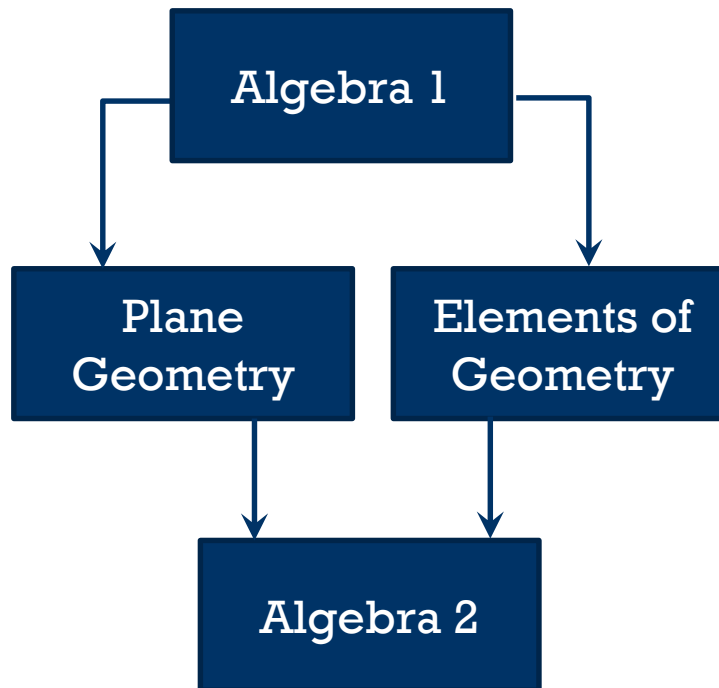 Algebra 1
Plane
Geometry
Elements of
Geometry
Algebra 2